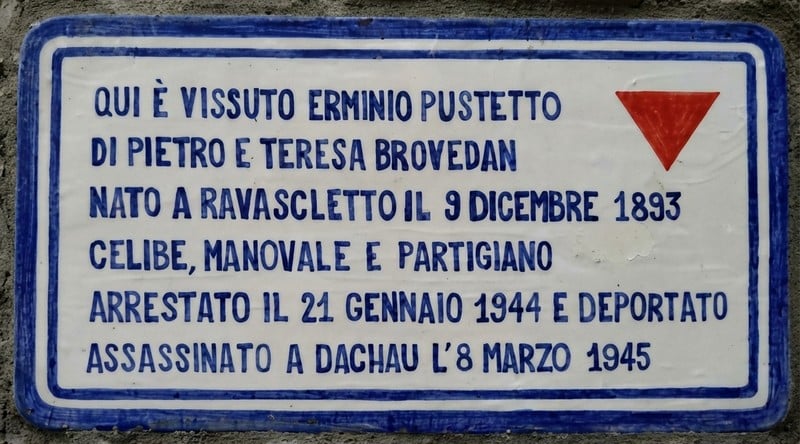 QUI È VISSUTO ERMINIO PUSTETTO
DI PIETRO E TERESA BROVEDAN
NATO A RAVASCLETTO IL 9 DICEMBRE 1893
CELIBE, MANOVALE E PARTIGIANO
ARRESTATO IL 21 GENNAIO 1944 E DEPORTATO
ASSASSINATO A DACHAU L'8 MARZO 1945